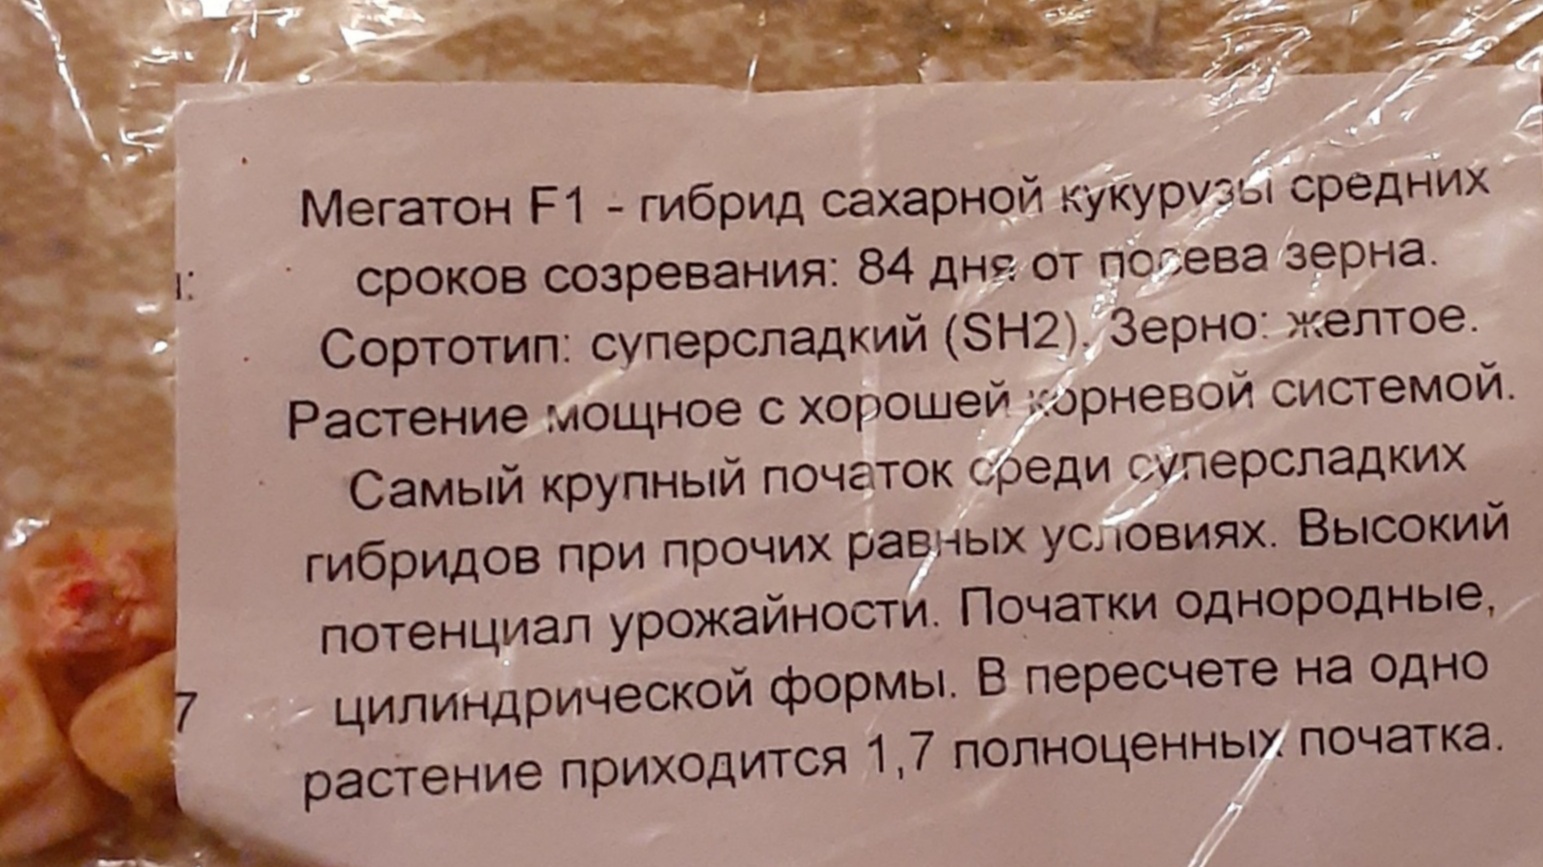 Мегатон F1 - гибрид сахарной кукурузы средних
сроков созревания: 84 дня от посева зерна.
Сортотип: суперсладкий (SH2). Зерно: желтое.
Растение мощное с хорошей корневой системой.
Самый крупный початок среди суперсладких
гибридов при прочих равных условиях. Высокий
потенциал урожайности. Початки однородные,
7 цилиндрической формы. В пересчете на одно
растение приходится 1,7 полноценных початка.